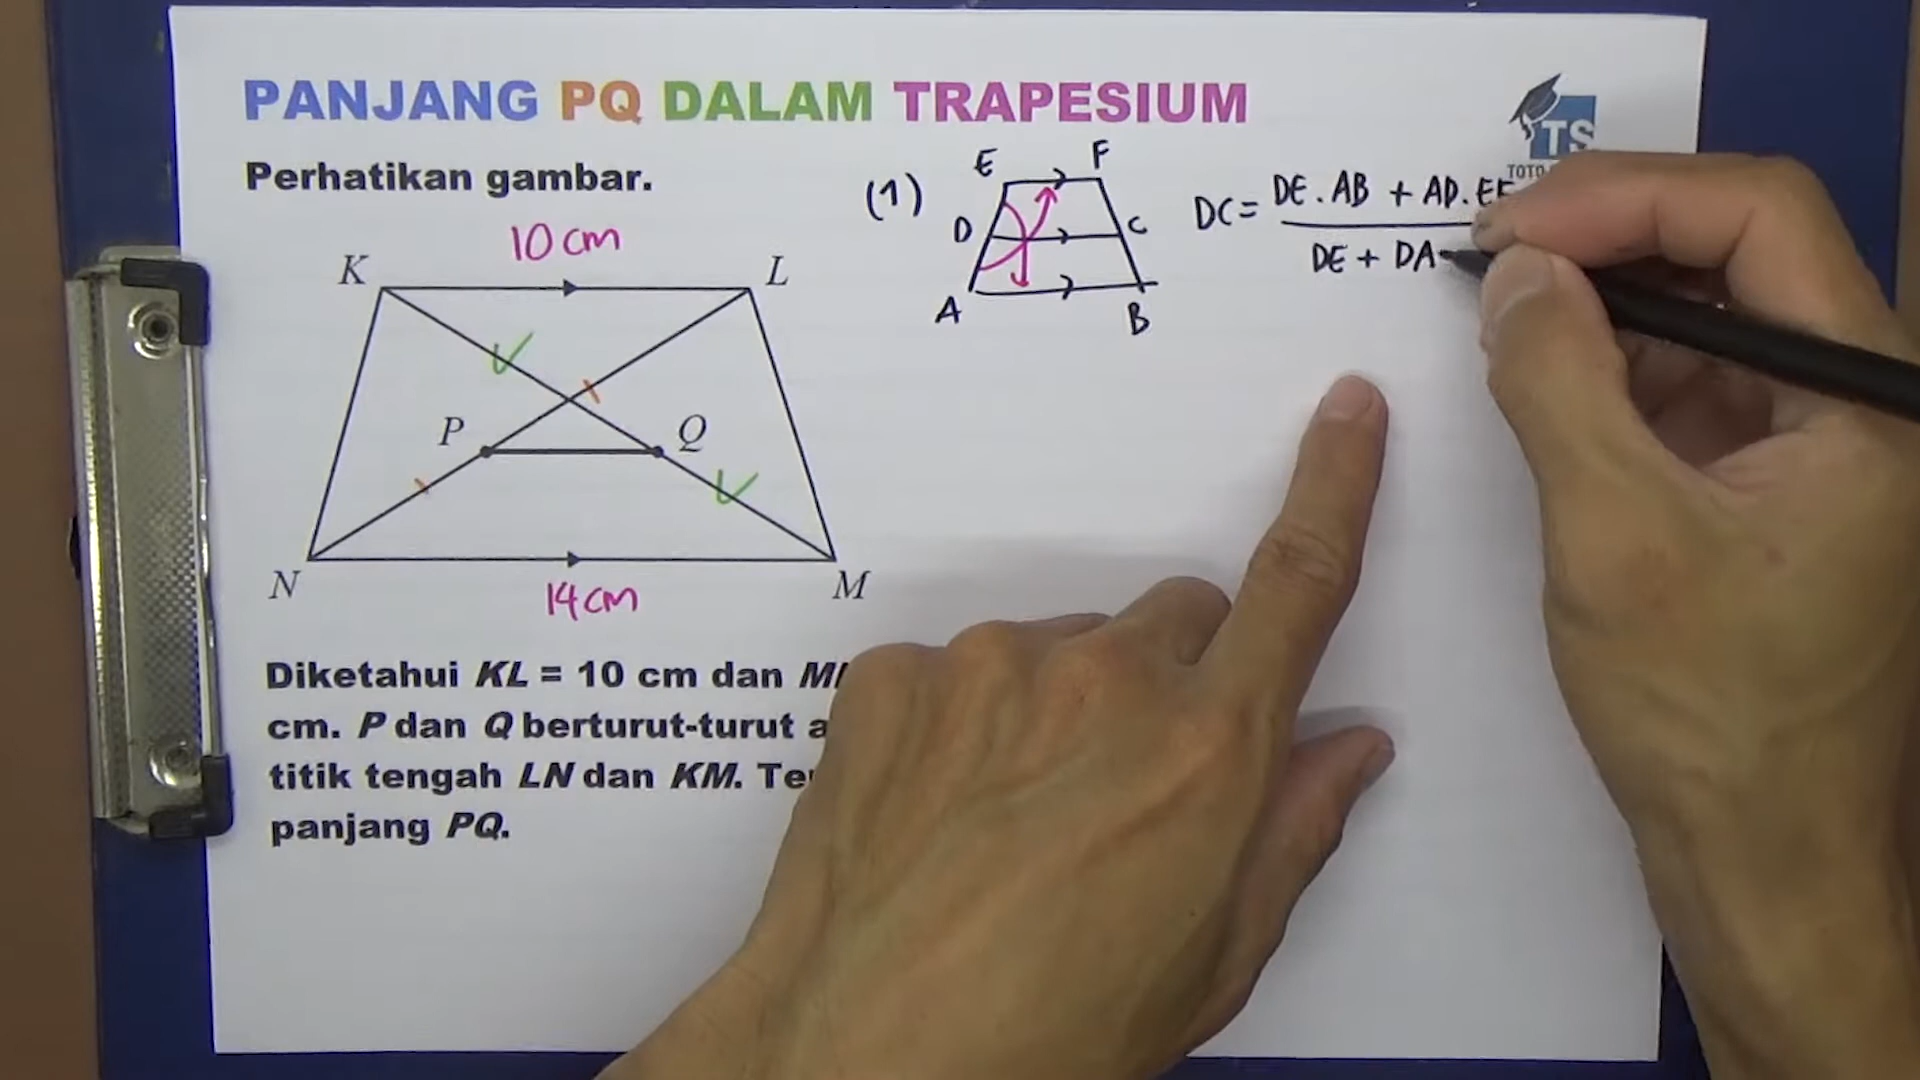 PANJANG PQ DALAM TRAPESIUM
TS
Perhatikan gambar.
(1)
E F
D C
A B
DC = DE . AB + AD . EF
DE + DA
10 cm
K L
P Q
N M
14 cm
Diketahui KL = 10 cm dan
cm. P dan Q berturut-turut
titik tengah LN dan KM.
panjang PQ.